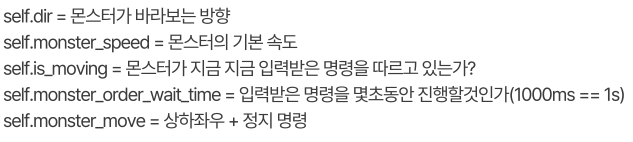 self.dir = 몬스터가 바라보는 방향
self.monster_speed = 몬스터의 기본 속도
self.is_moving = 몬스터가 지금 지금 입력받은 명령을 따르고 있는가?
self.monster_order_wait_time = 입력받은 명령을 몇초동안 진행할것인가(1000ms == 1s)
self.monster_move = 상하좌우 + 정지 명령